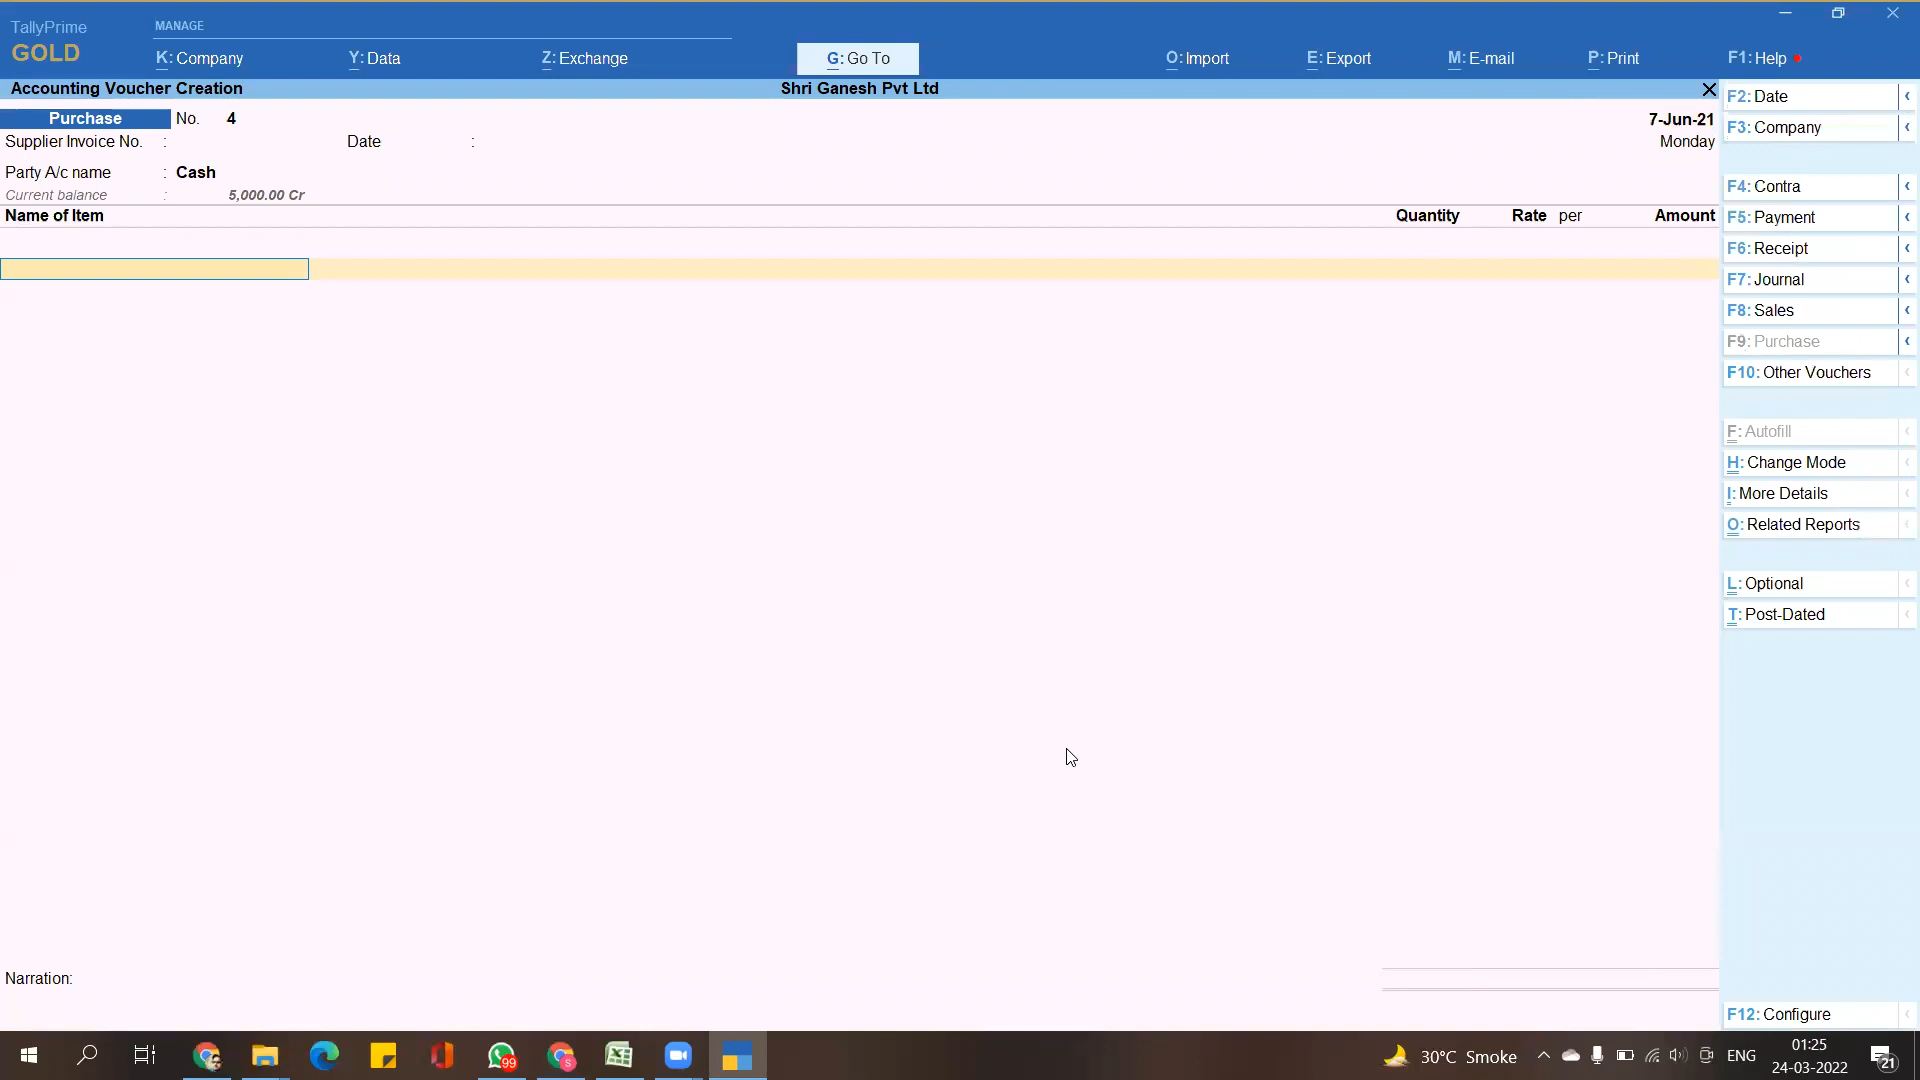 TallyPrime
GOLD
MANAGE
K: Company
Y: Data
Z: Exchange
G: Go To
O: Import
E: Export
M: E-mail
P: Print
F1: Help
Accounting Voucher Creation
Shri Ganesh Pvt Ltd
Purchase No. 4
7-Jun-21
Supplier Invoice No. :
Date :
Monday
Party A/c name : Cash
Current balance : 5,000.00 Cr
Name of Item
Quantity
Rate per
Amount
Narration:
F2: Date
F3: Company
F4: Contra
F5: Payment
F6: Receipt
F7: Journal
F8: Sales
F9: Purchase
F10: Other Vouchers
F: Autofill
H: Change Mode
I: More Details
O: Related Reports
L: Optional
T: Post-Dated
F12: Configure
99
S
30°C Smoke
ENG
01:25
24-03-2022
21